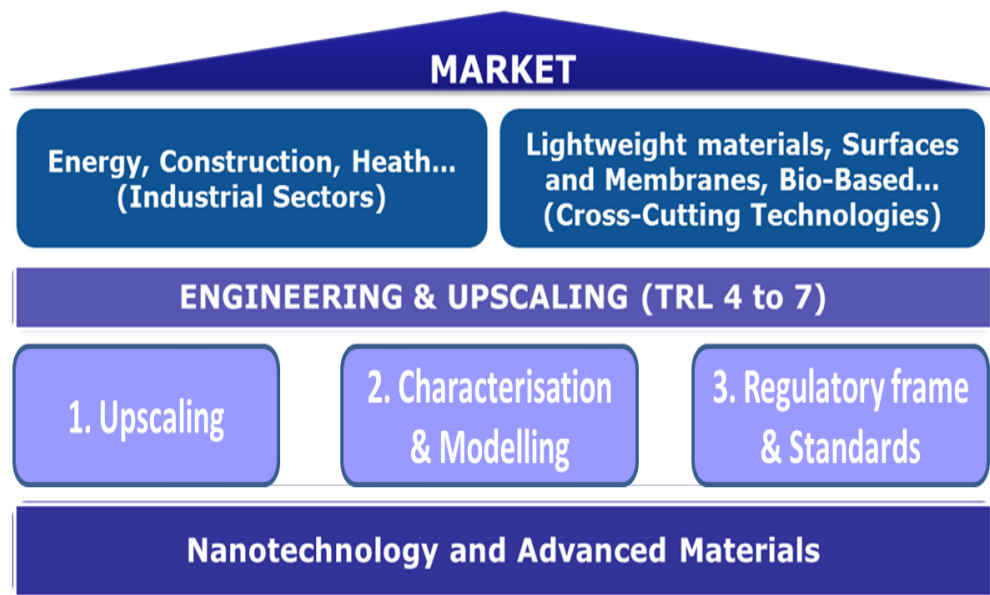 MARKET
Energy, Construction, Heath...
(Industrial Sectors)
Lightweight materials, Surfaces
and Membranes, Bio-Based...
(Cross-Cutting Technologies)
ENGINEERING & UPSCALING (TRL 4 to 7)
1. Upscaling
2. Characterisation
& Modelling
3. Regulatory frame
& Standards
Nanotechnology and Advanced Materials